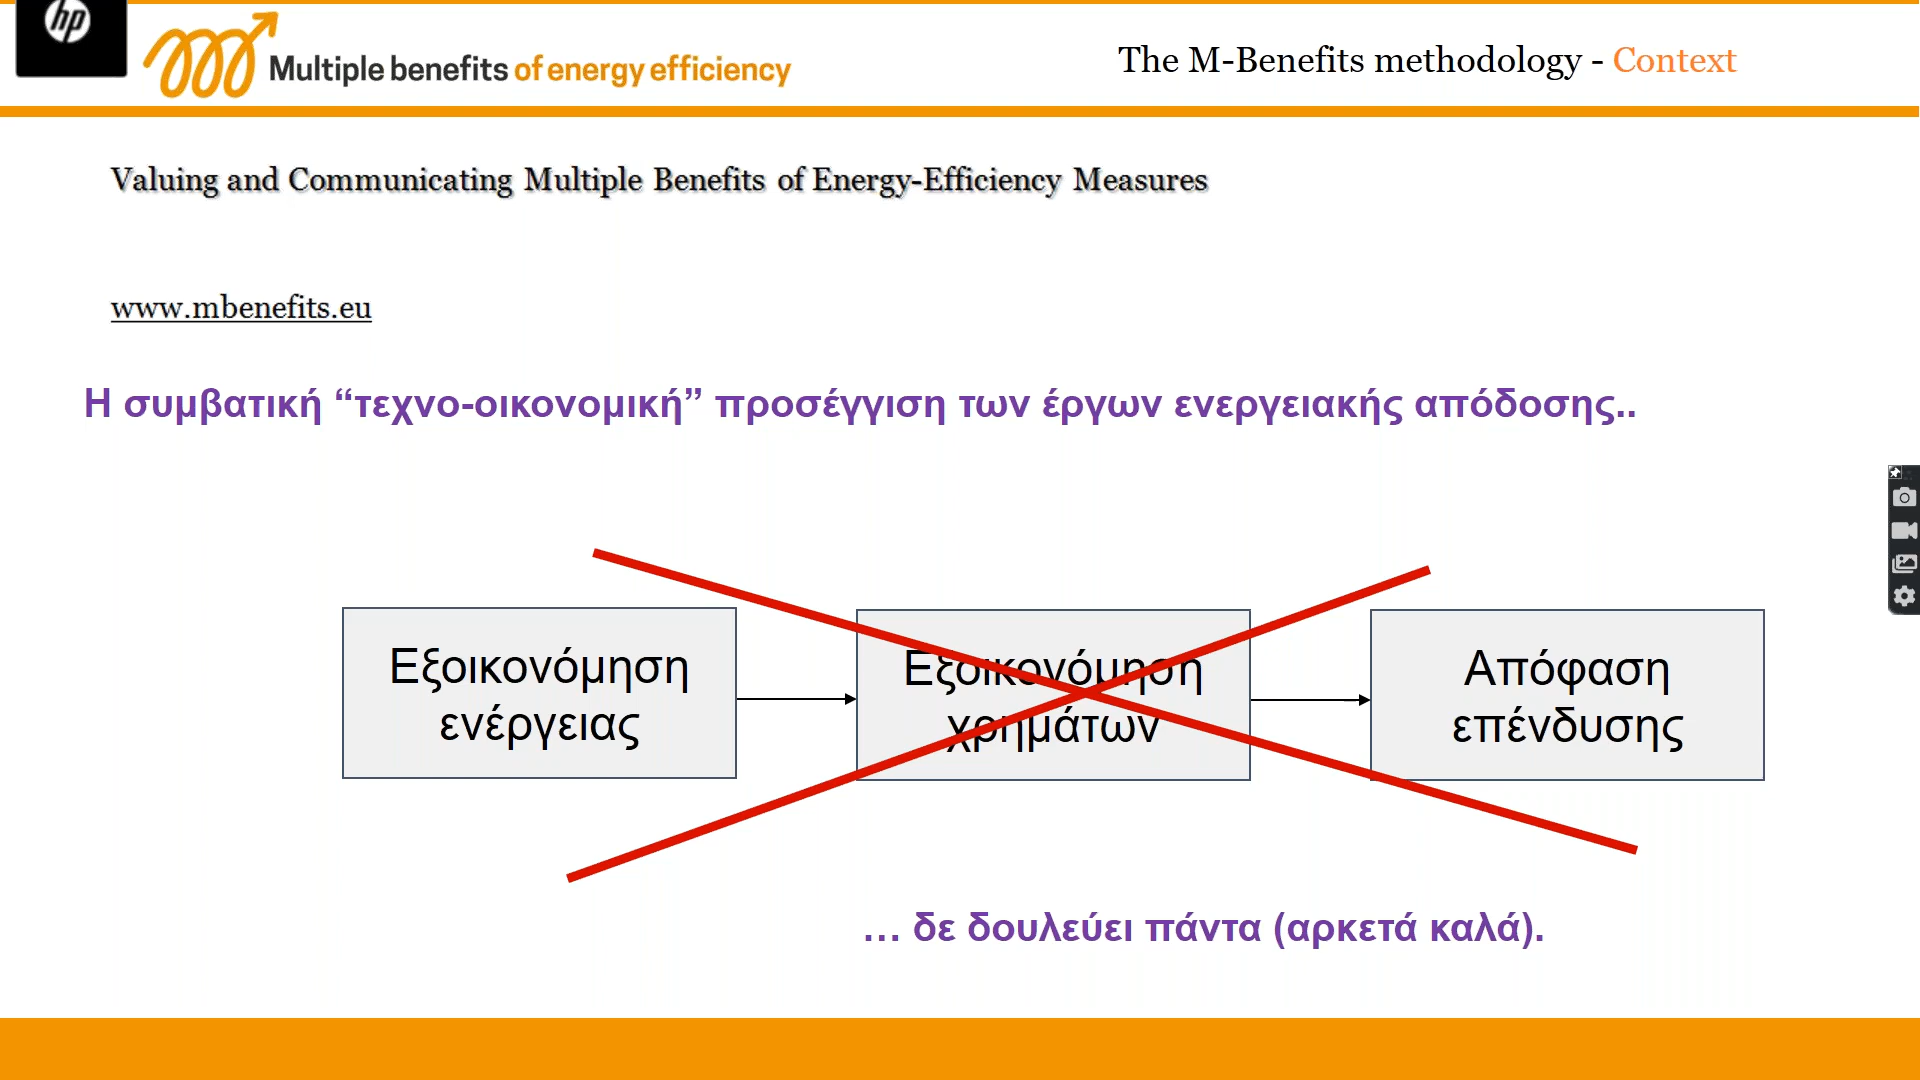 hp
Multiple benefits of energy efficiency
The M-Benefits methodology - Context
Valuing and Communicating Multiple Benefits of Energy-Efficiency Measures
www.mbenefits.eu
Η συμβατική “τεχνο-οικονομική” προσέγγιση των έργων ενεργειακής απόδοσης..
Εξοικονόμηση
ενέργειας
Εξοικονόμηση
χρημάτων
Απόφαση
επένδυσης
… δε δουλεύει πάντα (αρκετά καλά).